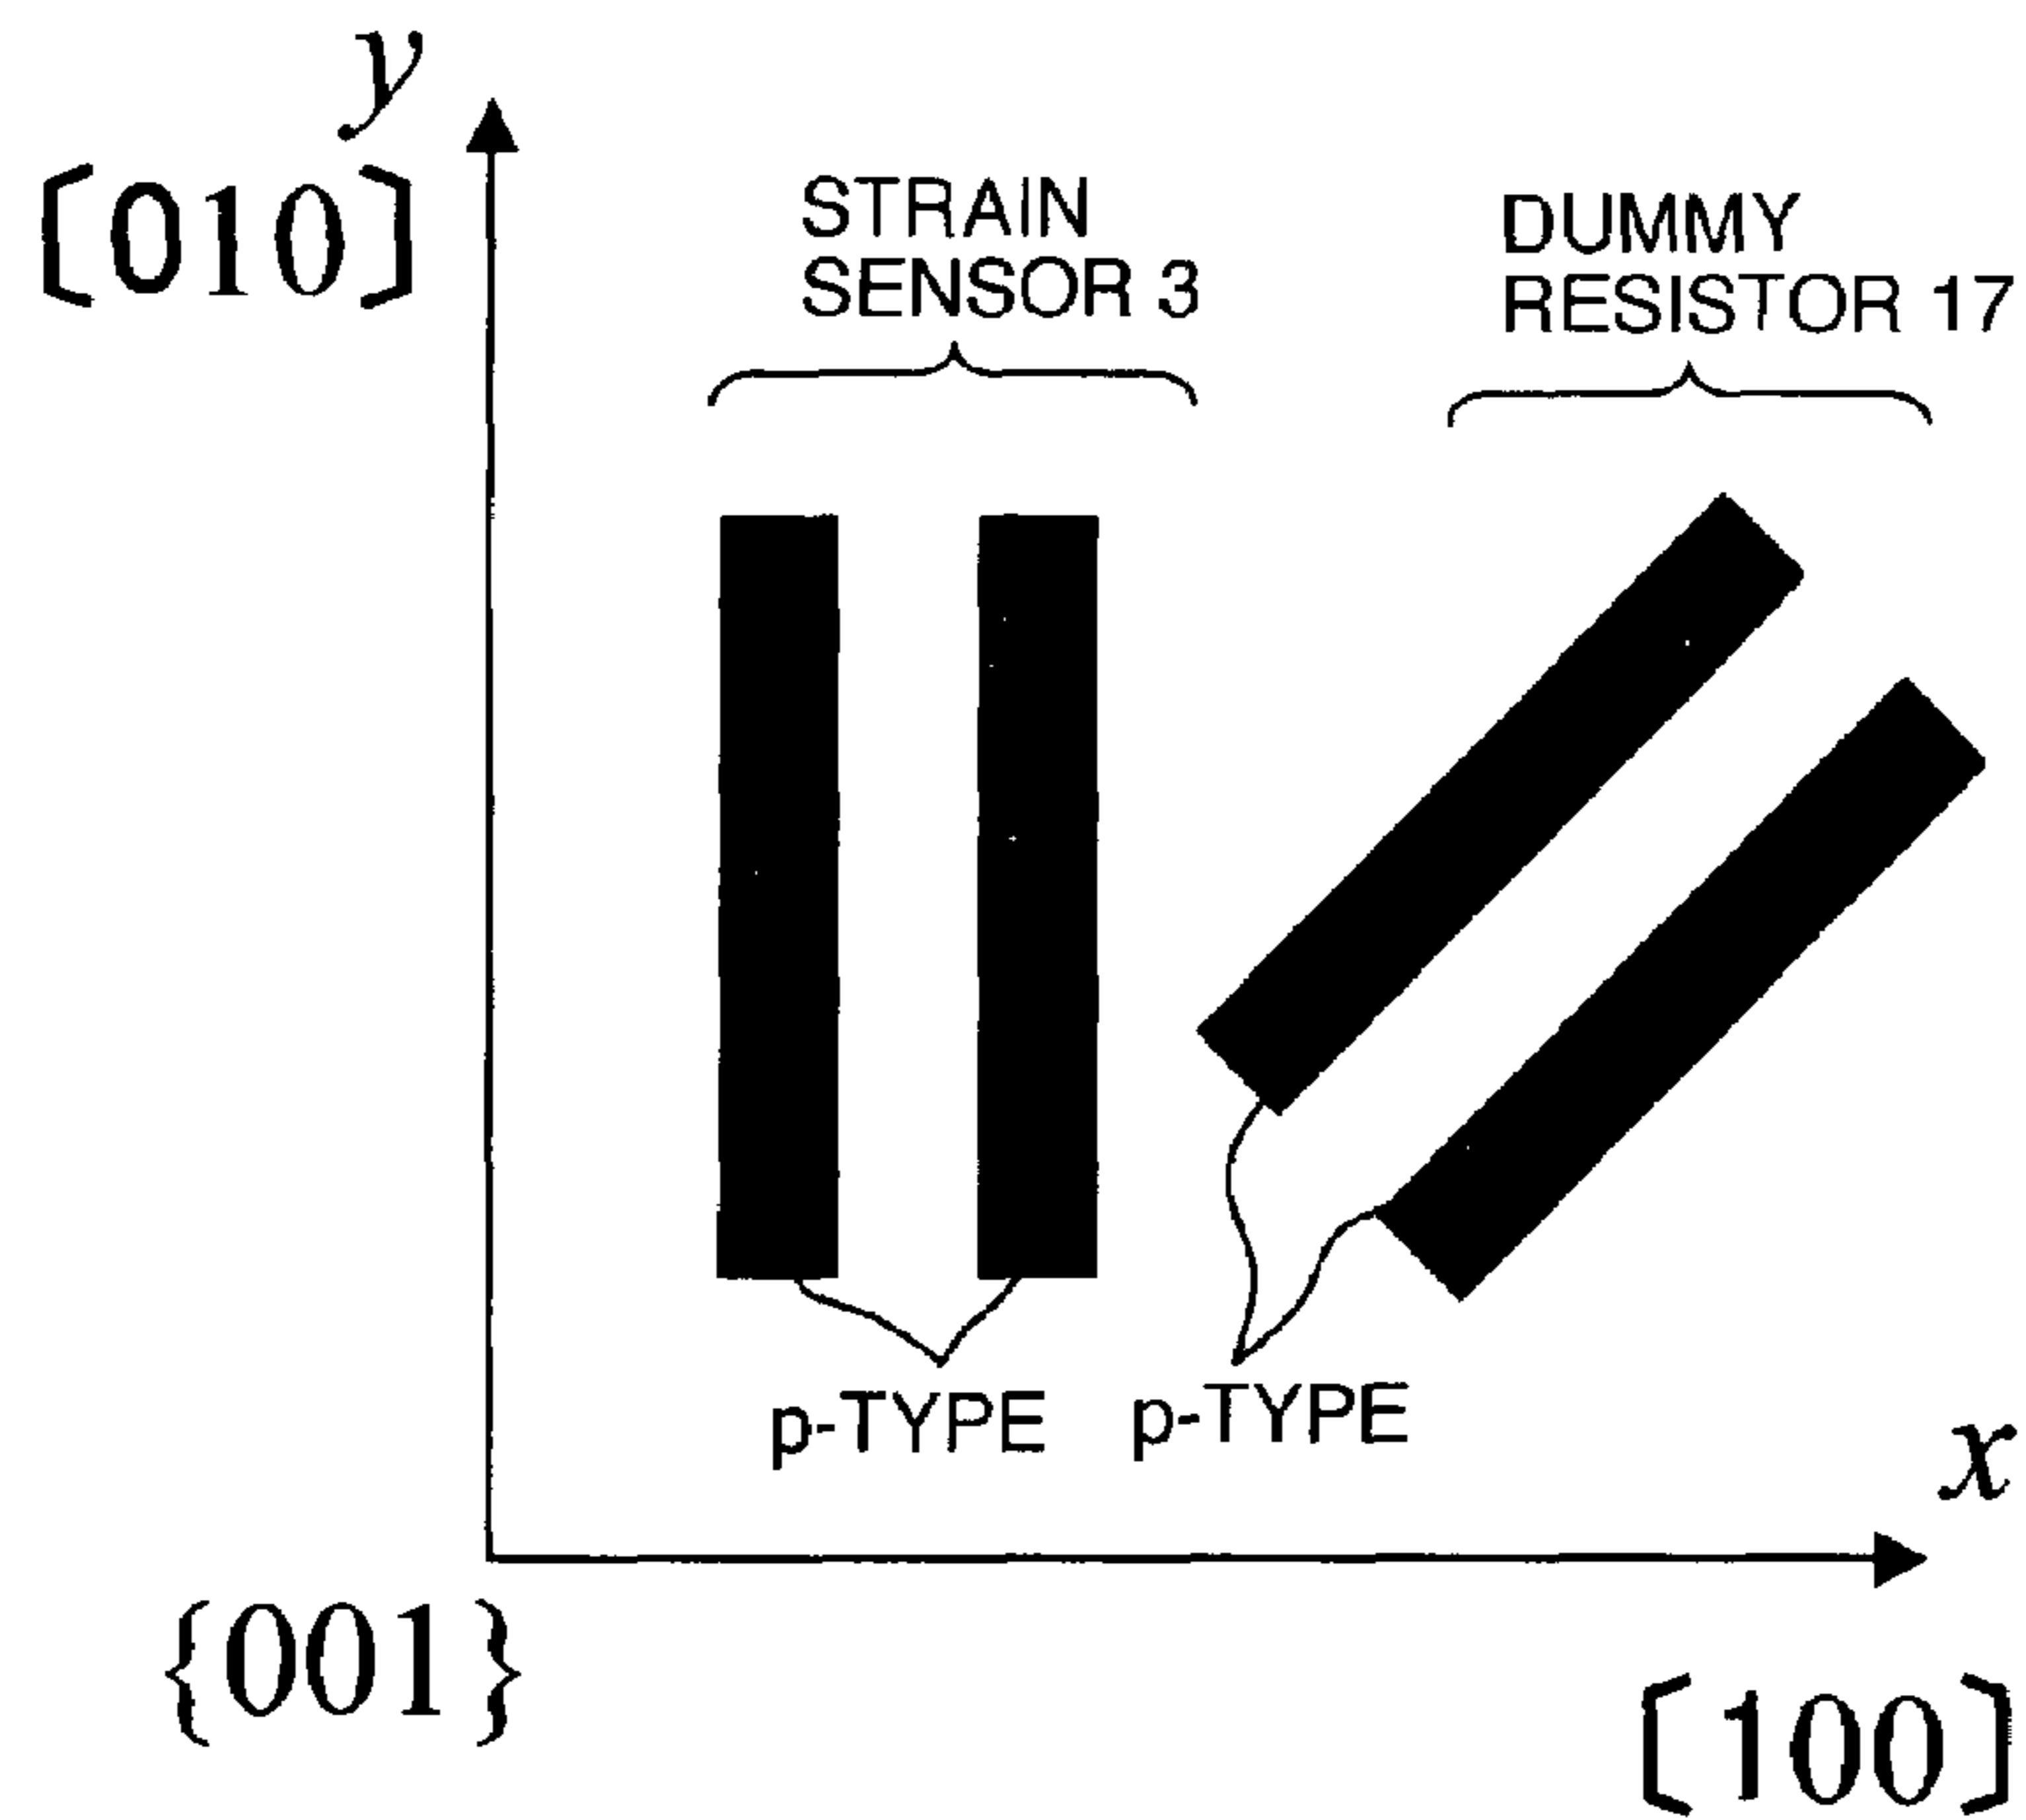 y
〔010〕
STRAIN
SENSOR 3
DUMMY
RESISTOR 17
p-TYPE
p-TYPE
x
{001}
〔100〕